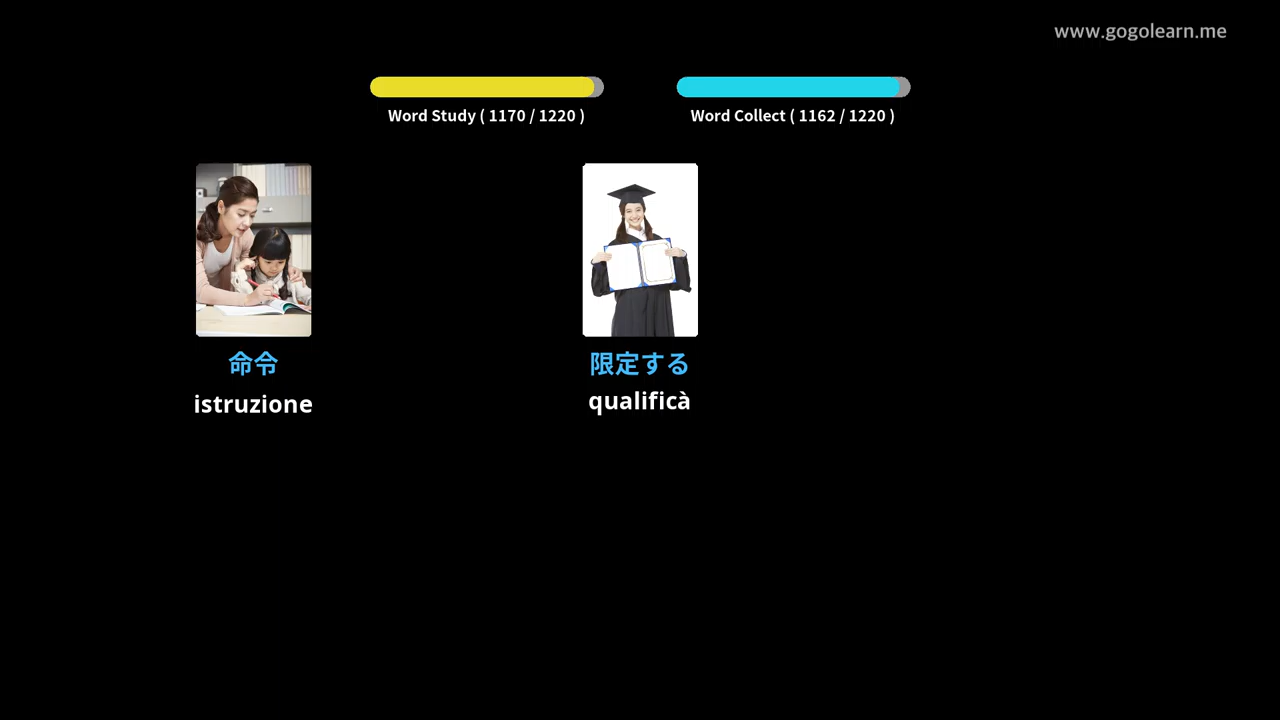 www.gogolearn.me
Word Study ( 1170 / 1220 )
Word Collect ( 1162 / 1220 )
命令
限定する
istruzione
qualificà